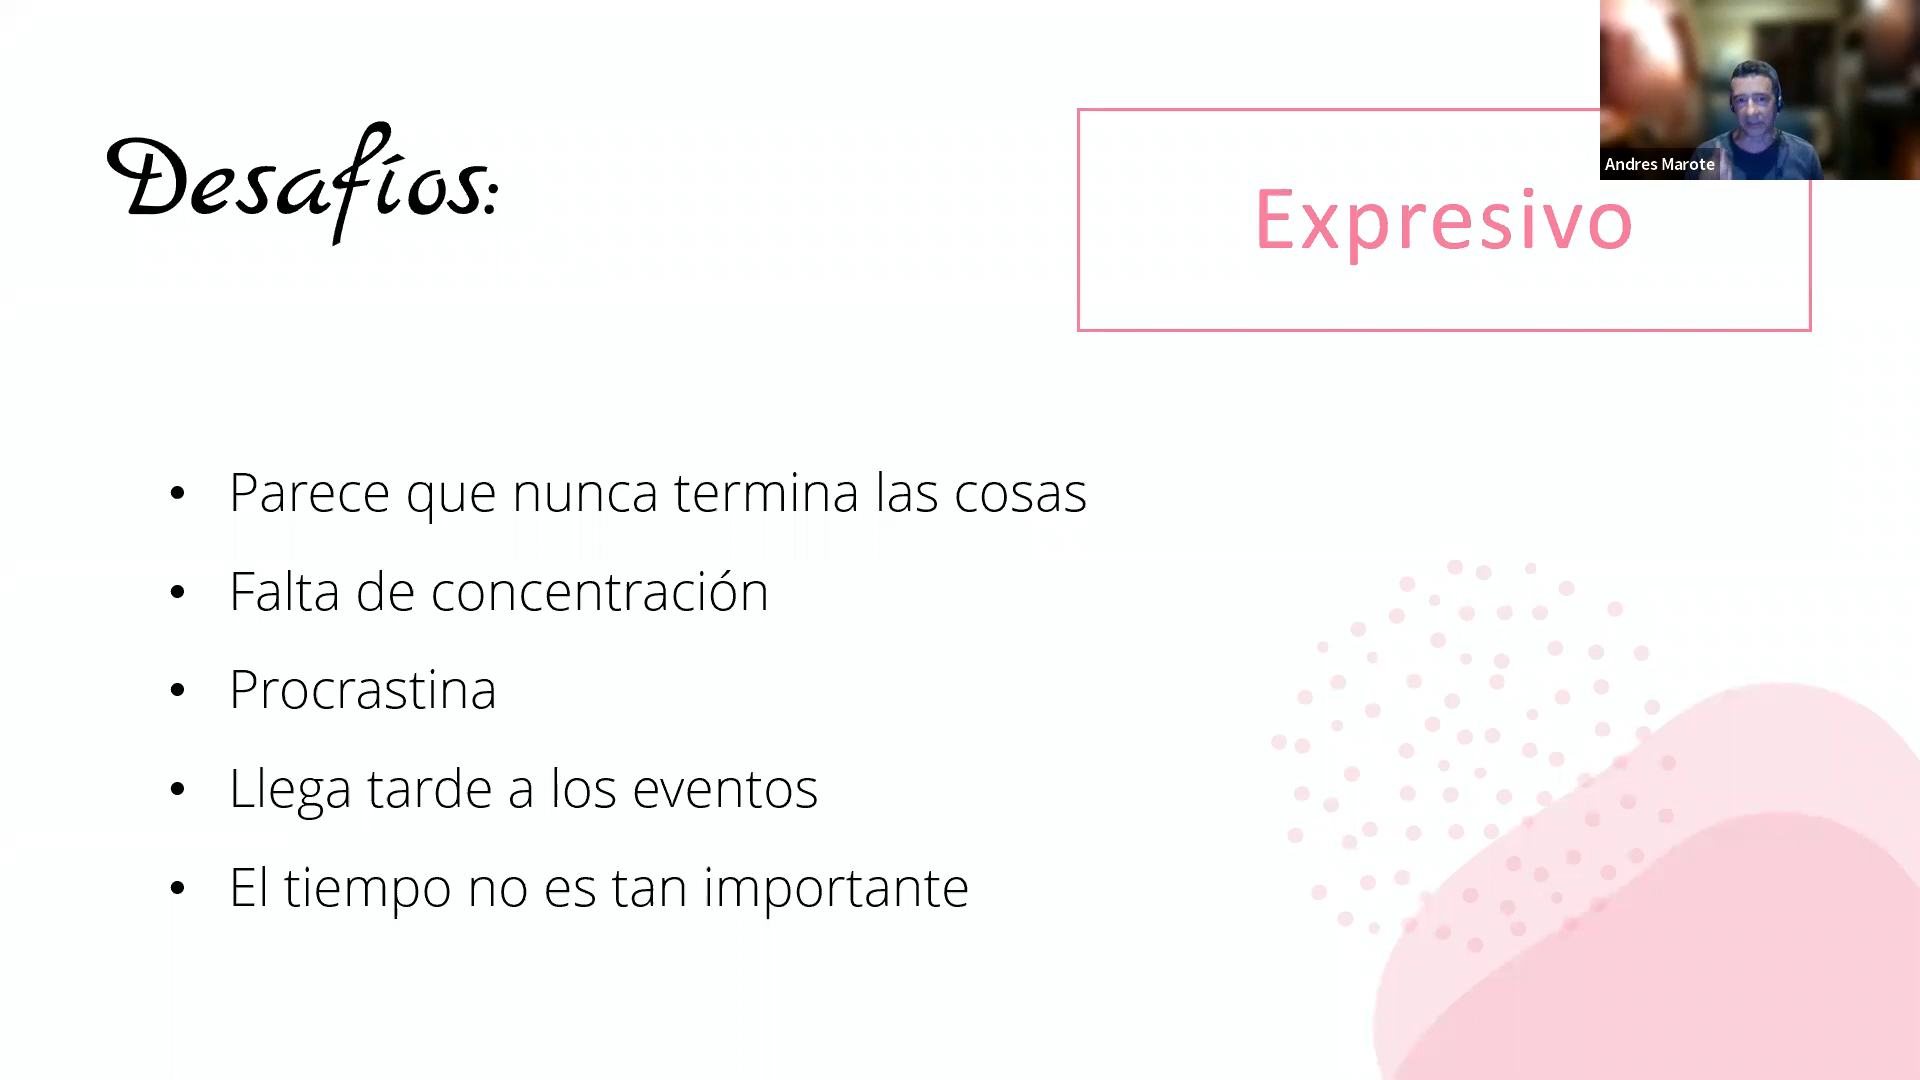 Desafíos:
Expresivo
Andres Marote
• Parece que nunca termina las cosas
• Falta de concentración
• Procrastina
• Llega tarde a los eventos
• El tiempo no es tan importante